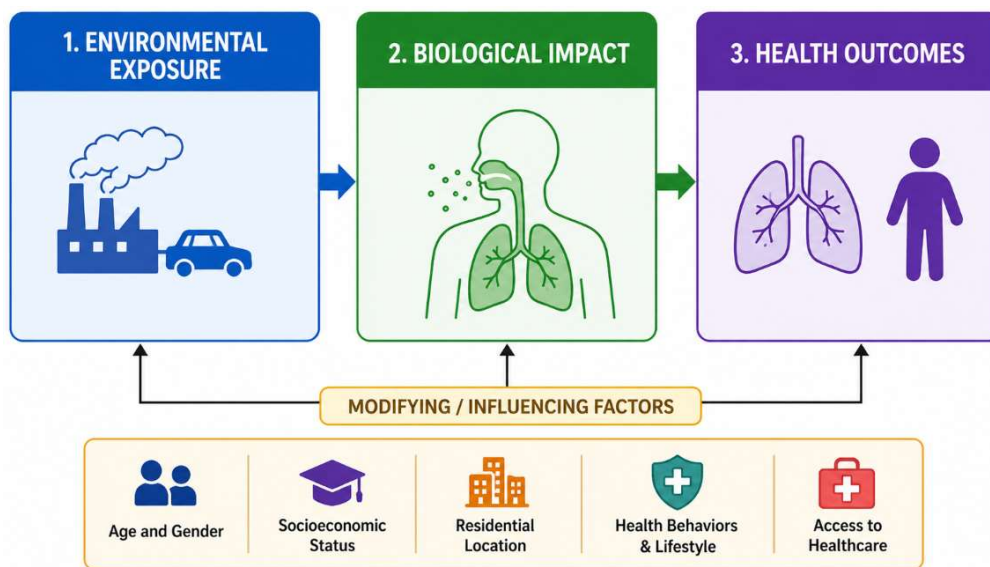 1. ENVIRONMENTAL
EXPOSURE
2. BIOLOGICAL IMPACT
3. HEALTH OUTCOMES
MODIFYING / INFLUENCING FACTORS
Age and Gender
Socioeconomic
Status
Residential
Location
Health Behaviors
& Lifestyle
Access to
Healthcare